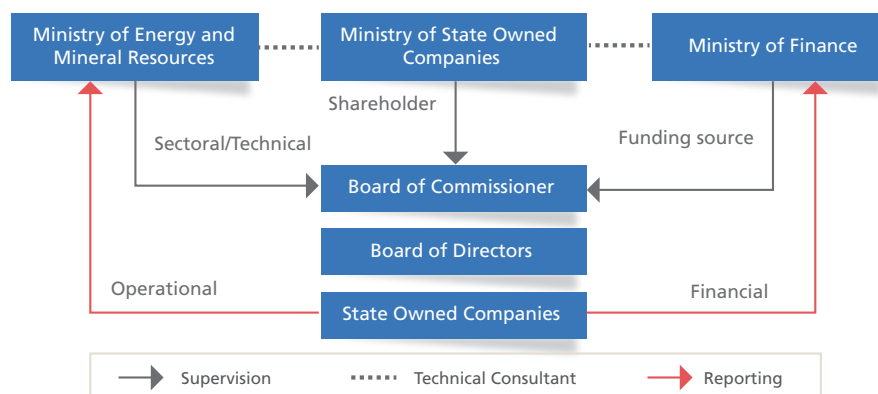 Ministry of Energy and
Mineral Resources
Ministry of State Owned
Companies
Ministry of Finance
Shareholder
Sectoral/Technical
Funding source
Board of Commissioner
Board of Directors
Operational
Financial
State Owned Companies
Supervision
Technical Consultant
Reporting